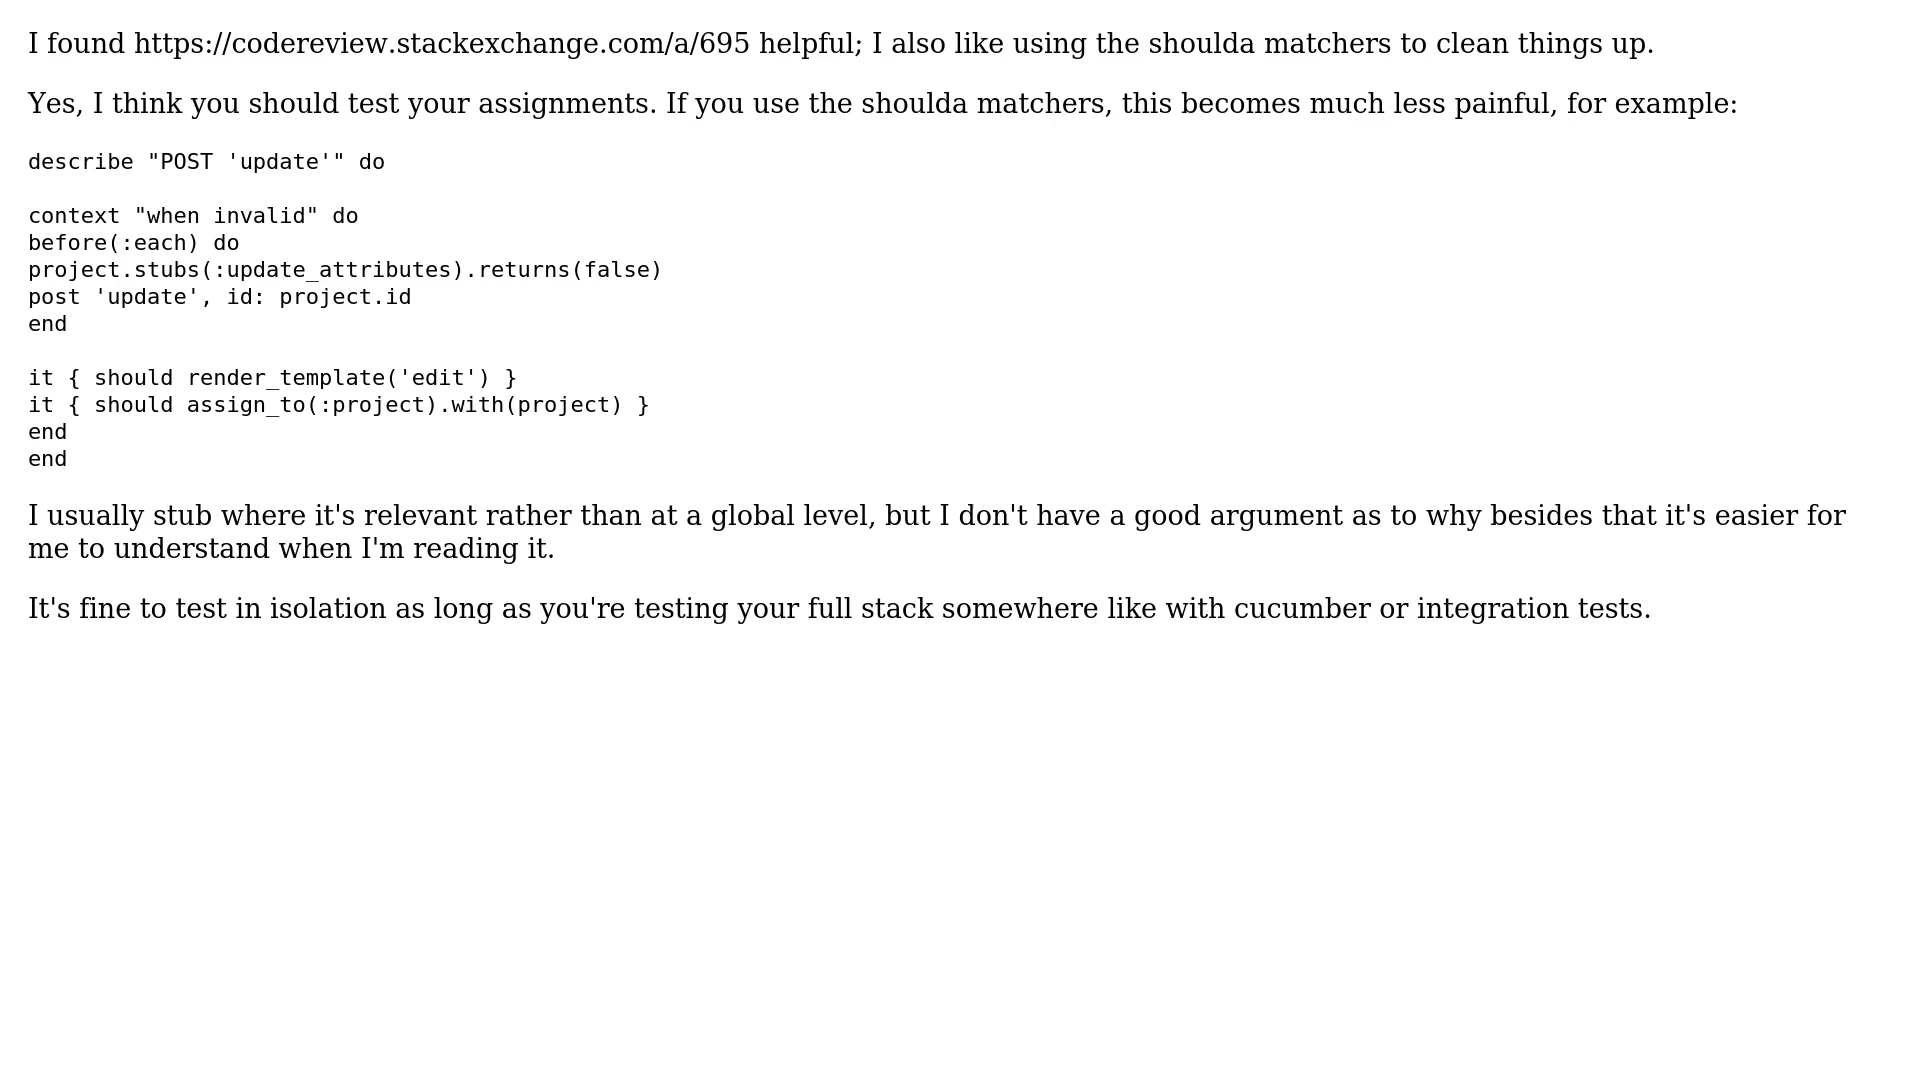 I found https://codereview.stackexchange.com/a/695 helpful; I also like using the shoulda matchers to clean things up.
Yes, I think you should test your assignments. If you use the shoulda matchers, this becomes much less painful, for example:
describe "POST 'update'" do
context "when invalid" do
before(:each) do
project.stubs(:update_attributes).returns(false)
post 'update', id: project.id
end
it { should render_template('edit') }
it { should assign_to(:project).with(project) }
end
end
I usually stub where it's relevant rather than at a global level, but I don't have a good argument as to why besides that it's easier for
me to understand when I'm reading it.
It's fine to test in isolation as long as you're testing your full stack somewhere like with cucumber or integration tests.